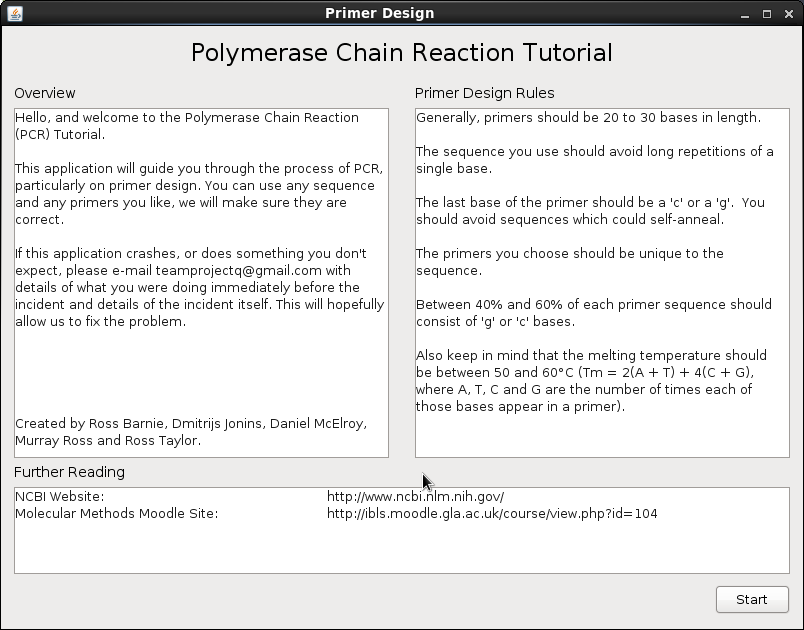 Primer Design
Polymerase Chain Reaction Tutorial
Overview
Hello, and welcome to the Polymerase Chain Reaction
(PCR) Tutorial.
This application will guide you through the process of PCR,
particularly on primer design. You can use any sequence
and any primers you like, we will make sure they are
correct.
If this application crashes, or does something you don't
expect, please e-mail teamprojectq@gmail.com with
details of what you were doing immediately before the
incident and details of the incident itself. This will hopefully
allow us to fix the problem.
Created by Ross Barnie, Dmitrijs Jonins, Daniel McElroy,
Murray Ross and Ross Taylor.
Primer Design Rules
Generally, primers should be 20 to 30 bases in length.
The sequence you use should avoid long repetitions of a
single base.
The last base of the primer should be a 'c' or a 'g'.  You
should avoid sequences which could self-anneal.
The primers you choose should be unique to the
sequence.
Between 40% and 60% of each primer sequence should
consist of 'g' or 'c' bases.
Also keep in mind that the melting temperature should
be between 50 and 60°C (Tm = 2(A + T) + 4(C + G),
where A, T, C and G are the number of times each of
those bases appear in a primer).
Further Reading
NCBI Website: http://www.ncbi.nlm.nih.gov/
Molecular Methods Moodle Site: http://ibls.moodle.gla.ac.uk/course/view.php?id=104
Start